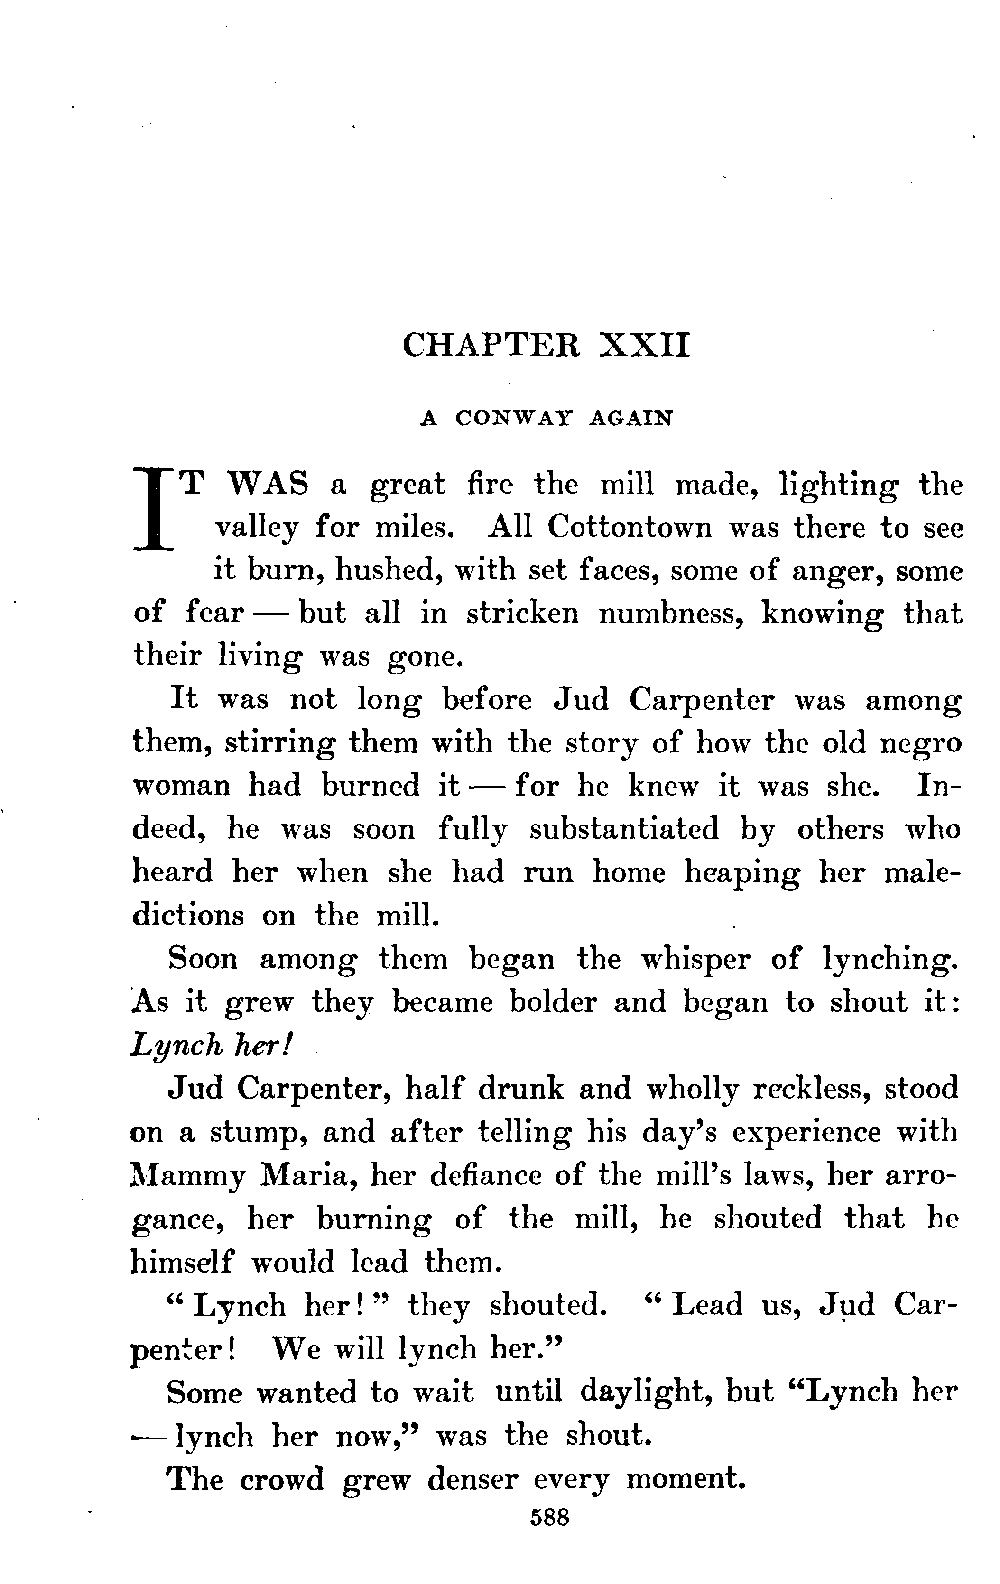 CHAPTER XXII
A CONWAY AGAIN
IT WAS a great fire the mill made, lighting the
valley for miles. All Cottontown was there to see
it burn, hushed, with set faces, some of anger, some
of fear — but all in stricken numbness, knowing that
their living was gone.
It was not long before Jud Carpenter was among
them, stirring them with the story of how the old negro
woman had burned it — for he knew it was she. In-
deed, he was soon fully substantiated by others who
heard her when she had run home heaping her male-
dictions on the mill.
Soon among them began the whisper of lynching.
As it grew they became bolder and began to shout it:
Lynch her!
Jud Carpenter, half drunk and wholly reckless, stood
on a stump, and after telling his day's experience with
Mammy Maria, her defiance of the mill's laws, her arro-
gance, her burning of the mill, he shouted that he
himself would lead them.
“ Lynch her! ” they shouted. “ Lead us, Jud Car-
penter! We will lynch her.”
Some wanted to wait until daylight, but “Lynch her
— lynch her now,” was the shout.
The crowd grew denser every moment.
588